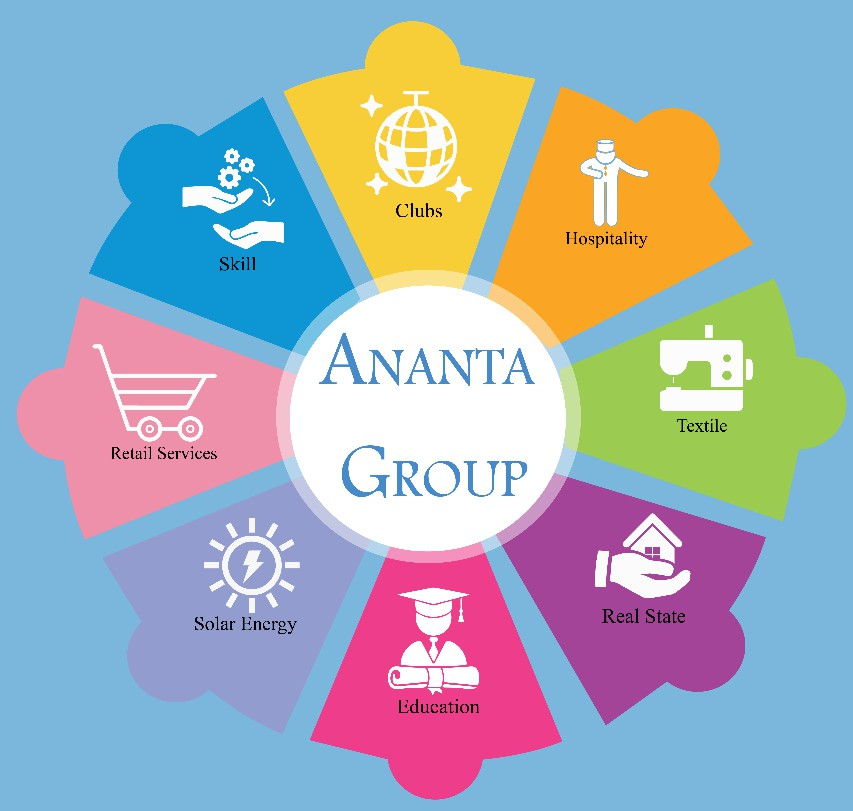 Clubs
Hospitality
Skill
Ananta
Group
Textile
Retail Services
Real State
Solar Energy
Education